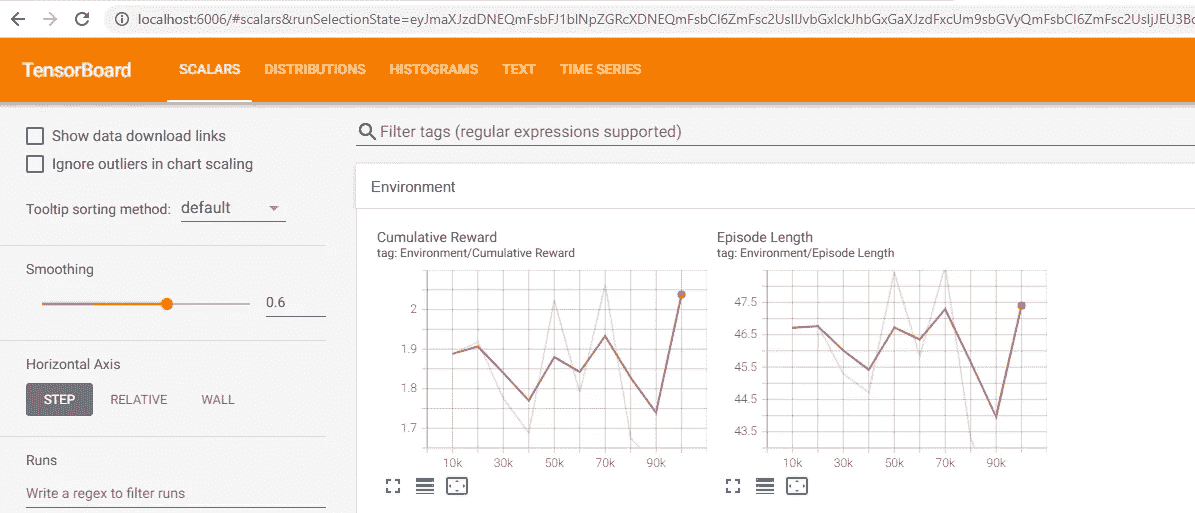 localhost:6006/#scalars&runSelectionState=
TensorBoard SCALARS DISTRIBUTIONS HISTOGRAMS TEXT TIME SERIES
Show data download links
Ignore outliers in chart scaling
Tooltip sorting method: default
Smoothing
0.6
Horizontal Axis
STEP RELATIVE WALL
Runs
Write a regex to filter runs
Filter tags (regular expressions supported)
Environment
Cumulative Reward
tag: Environment/Cumulative Reward
2
1.9
1.8
1.7
10k 30k 50k 70k 90k
Episode Length
tag: Environment/Episode Length
47.5
46.5
45.5
44.5
43.5
10k 30k 50k 70k 90k